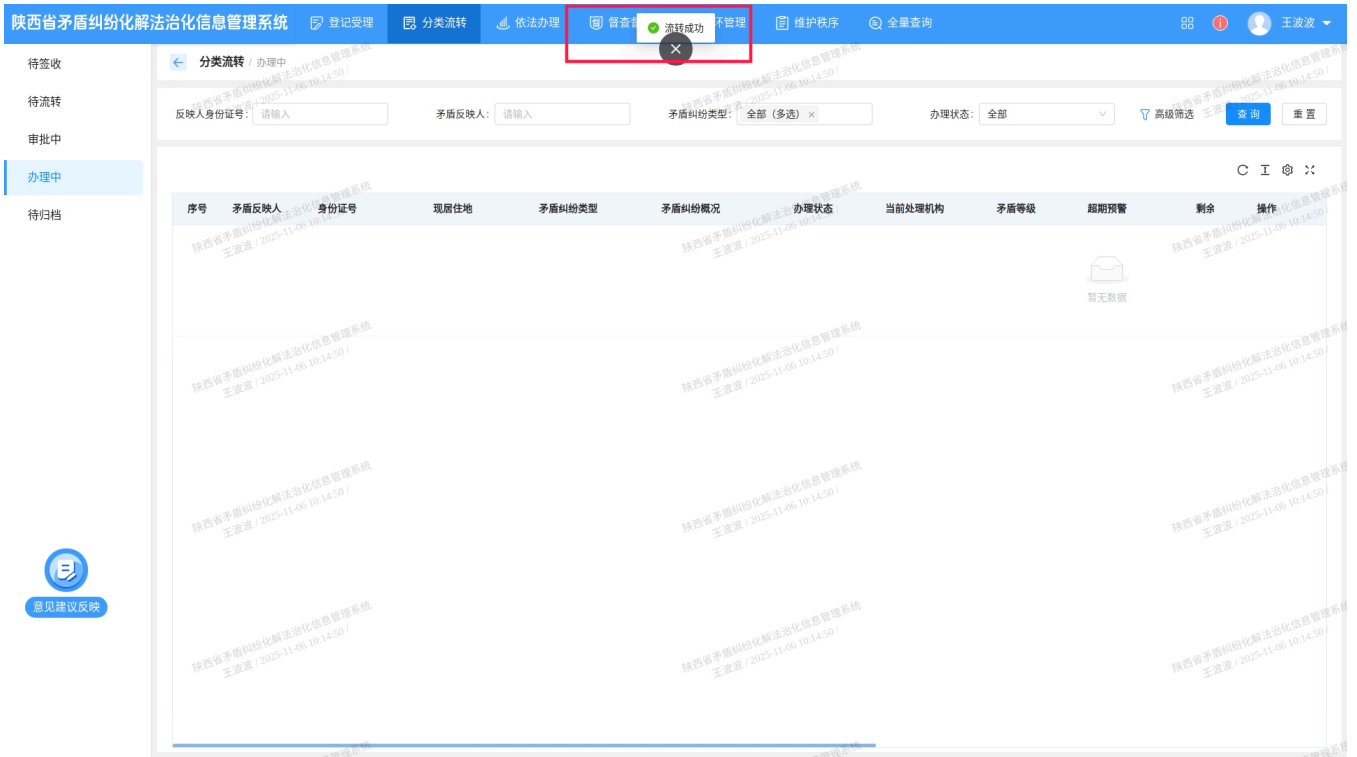 陕西省矛盾纠纷化解法治化信息管理系统 登记受理 分类流转 依法办理 督查督 流转成功 环管理 维护秩序 全量查询 王波波
待签收
待流转
审批中
办理中
待归档
分类流转 / 办理中
反映人身份证号: 请输入 矛盾反映人: 请输入 矛盾纠纷类型: 全部（多选） × 办理状态: 全部 高级筛选 查询 重置
序号 矛盾反映人 身份证号 现居住地 矛盾纠纷类型 矛盾纠纷概况 办理状态 当前处理机构 矛盾等级 超期预警 剩余 操作
暂无数据
意见建议反映
陕西省矛盾纠纷化解法治化信息管理系统
王波波 / 2025-11-06 10:14:50 /